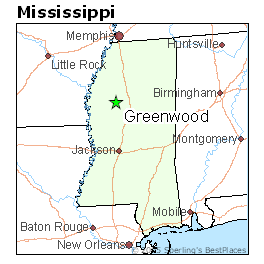 Mississippi
Memphis
Huntsville
Little Rock
Birmingham
Greenwood
Montgomery
Jackson
Mobile
Baton Rouge
New Orleans
Sperling's BestPlaces